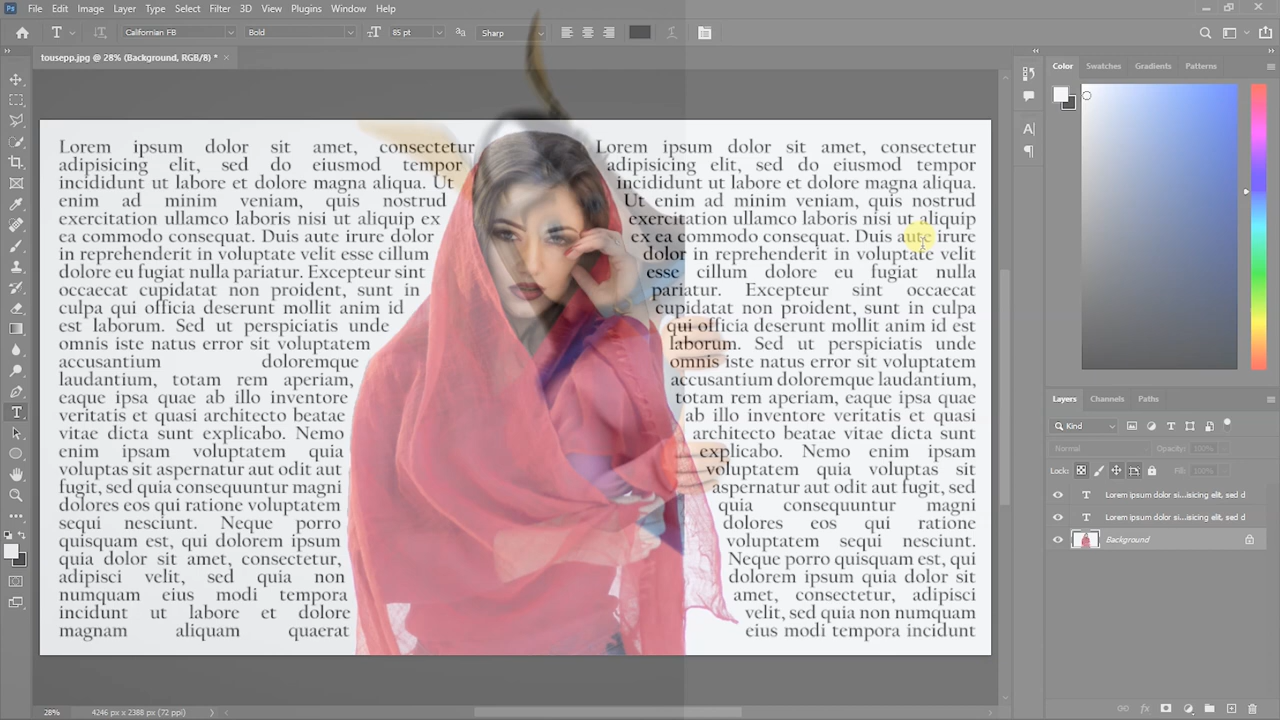 File Edit Image Layer Type Select Filter 3D View Plugins Window Help
Californian FB Bold 85 pt Sharp
tousepp.jpg @ 28% (Background, RGB/8) *
Lorem ipsum dolor sit amet, consectetur
adipisicing elit, sed do eiusmod tempor
incididunt ut labore et dolore magna aliqua. Ut
enim ad minim veniam, quis nostrud
exercitation ullamco laboris nisi ut aliquip ex
ea commodo consequat. Duis aute irure dolor
in reprehenderit in voluptate velit esse cillum
dolore eu fugiat nulla pariatur. Excepteur sint
occaecat cupidatat non proident, sunt in
culpa qui officia deserunt mollit anim id
est laborum. Sed ut perspiciatis unde
omnis iste natus error sit voluptatem
accusantium doloremque
laudantium, totam rem aperiam,
eaque ipsa quae ab illo inventore
veritatis et quasi architecto beatae
vitae dicta sunt explicabo. Nemo
enim ipsam voluptatem quia
voluptas sit aspernatur aut odit aut
fugit, sed quia consequuntur magni
dolores eos qui ratione voluptatem
sequi nesciunt. Neque porro
quisquam est, qui dolorem ipsum
quia dolor sit amet, consectetur,
adipisci velit, sed quia non
numquam eius modi tempora
incidunt ut labore et dolore
magnam aliquam quaerat
Lorem ipsum dolor sit amet, consectetur
adipisicing elit, sed do eiusmod tempor
incididunt ut labore et dolore magna aliqua.
Ut enim ad minim veniam, quis nostrud
exercitation ullamco laboris nisi ut aliquip
ex ea commodo consequat. Duis aute irure
dolor in reprehenderit in voluptate velit
esse cillum dolore eu fugiat nulla
pariatur. Excepteur sint occaecat
cupidatat non proident, sunt in culpa
qui officia deserunt mollit anim id est
laborum. Sed ut perspiciatis unde
omnis iste natus error sit voluptatem
accusantium doloremque laudantium,
totam rem aperiam, eaque ipsa quae
ab illo inventore veritatis et quasi
architecto beatae vitae dicta sunt
explicabo. Nemo enim ipsam
voluptatem quia voluptas sit
aspernatur aut odit aut fugit, sed
quia consequuntur magni
dolores eos qui ratione
voluptatem sequi nesciunt.
Neque porro quisquam est, qui
dolorem ipsum quia dolor sit
amet, consectetur, adipisci
velit, sed quia non numquam
eius modi tempora incidunt
Color Swatches Gradients Patterns
Layers Channels Paths
Kind
Normal Opacity: 100%
Lock: Fill: 100%
Lorem ipsum dolor si...isicing elit, sed d
Lorem ipsum dolor si...isicing elit, sed d
Background
28% 4246 px x 2388 px (72 ppi)